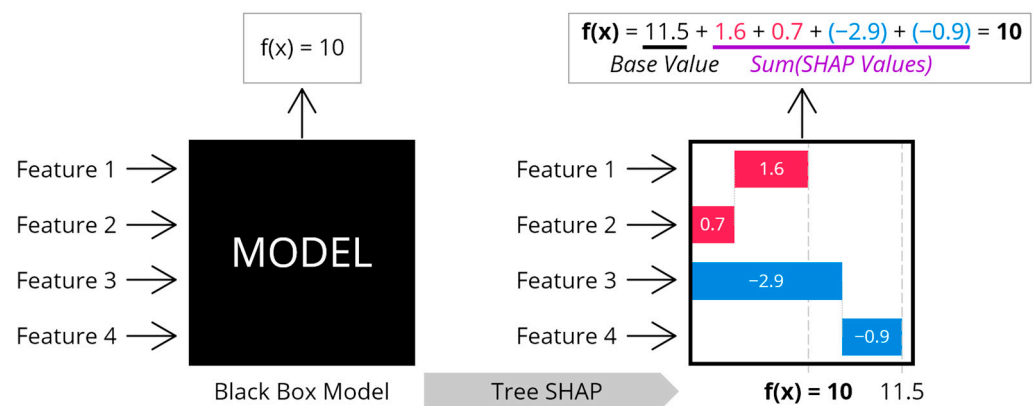 f(x) = 10
Feature 1
Feature 2
Feature 3
Feature 4
MODEL
Black Box Model
Tree SHAP
f(x) = 11.5 + 1.6 + 0.7 + (−2.9) + (−0.9) = 10
Base Value Sum(SHAP Values)
Feature 1 1.6
Feature 2 0.7
Feature 3 −2.9
Feature 4 −0.9
f(x) = 10 11.5